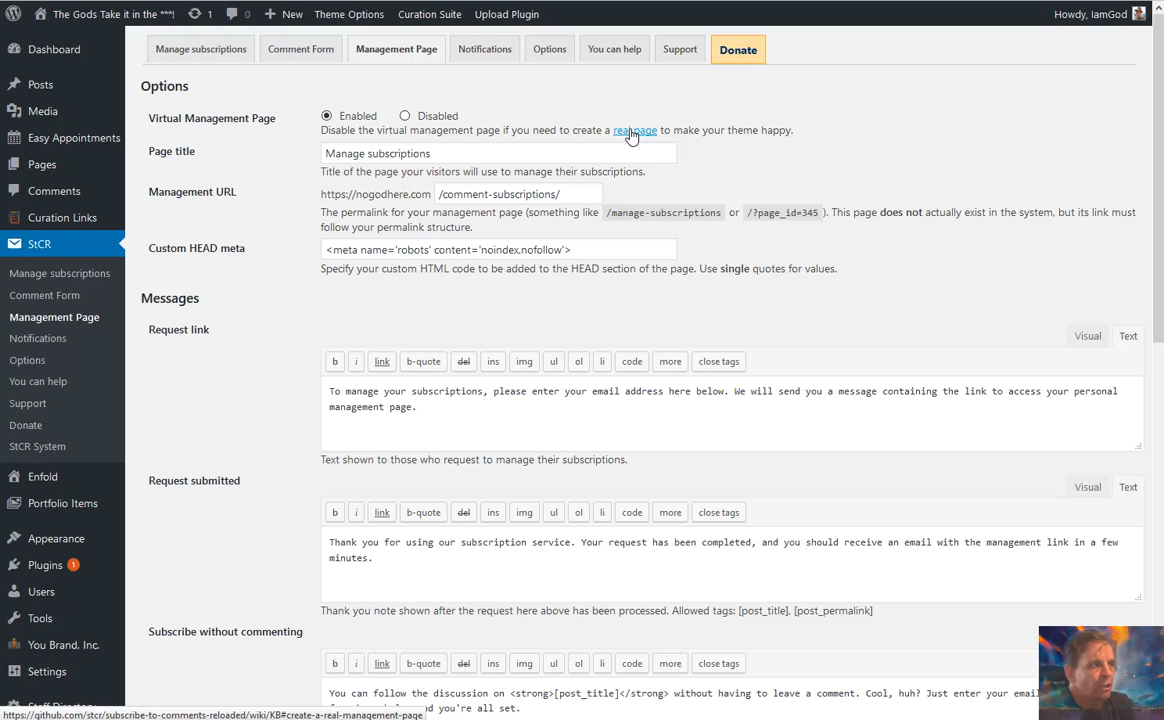 The Gods Take it in the ***!
1
0
New
Theme Options
Curation Suite
Upload Plugin
Howdy, IamGod
Dashboard
Posts
Media
Easy Appointments
Pages
Comments
Curation Links
StCR
Manage subscriptions
Comment Form
Management Page
Notifications
Options
You can help
Support
Donate
StCR System
Enfold
Portfolio Items
Appearance
Plugins 1
Users
Tools
You Brand, Inc.
Settings
Manage subscriptions
Comment Form
Management Page
Notifications
Options
You can help
Support
Donate
Options
Virtual Management Page
Enabled Disabled
Disable the virtual management page if you need to create a real page to make your theme happy.
Page title
Manage subscriptions
Title of the page your visitors will use to manage their subscriptions.
Management URL
https://nogodhere.com /comment-subscriptions/
The permalink for your management page (something like /manage-subscriptions or /?page_id=345 ). This page does not actually exist in the system, but its link must
follow your permalink structure.
Custom HEAD meta
<meta name='robots' content='noindex,nofollow'>
Specify your custom HTML code to be added to the HEAD section of the page. Use single quotes for values.
Messages
Request link
Visual Text
b i link b-quote del ins img ul ol li code more close tags
To manage your subscriptions, please enter your email address here below. We will send you a message containing the link to access your personal
management page.
Text shown to those who request to manage their subscriptions.
Request submitted
Visual Text
b i link b-quote del ins img ul ol li code more close tags
Thank you for using our subscription service. Your request has been completed, and you should receive an email with the management link in a few
minutes.
Thank you note shown after the request here above has been processed. Allowed tags: [post_title], [post_permalink]
Subscribe without commenting
b i link b-quote del ins img ul ol li code more close tags
You can follow the discussion on <strong>[post_title]</strong> without having to leave a comment. Cool, huh? Just enter your email
and you're all set.
https://github.com/stcr/subscribe-to-comments-reloaded/wiki/KB#create-a-real-management-page